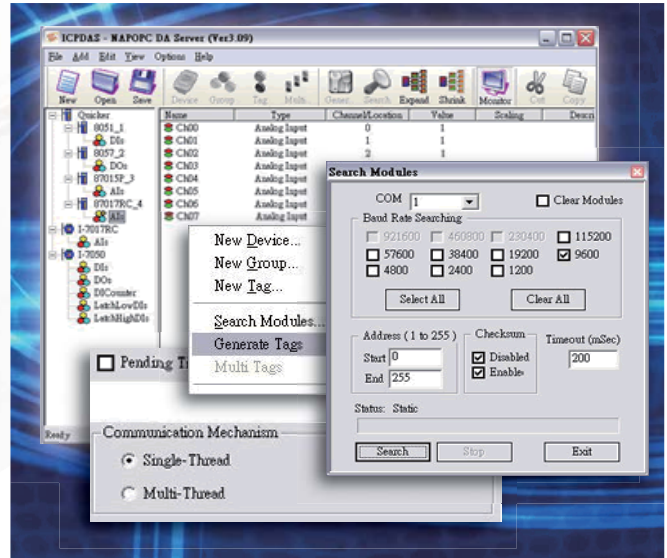 ICPDAS - NAPOPC DA Server (Ver3.09)
File Add Edit View Options Help
New Open Save Device Group Tag Multi... Gener... Search Expand Shrink Monitor Cut Copy
Quicker
8051_1
DIs
8057_2
DOs
87015P_3
AIs
87017RC_4
AIs
I-7017RC
AIs
I-7050
DIs
DOs
DICounter
LatchLowDIs
LatchHighDIs
Name Type Channel/Location Value Scaling Descri
Ch00 Analog Input 0 1
Ch01 Analog Input 1 1
Ch02 Analog Input 2 1
Ch03 Analog Input
Ch04 Analog Input
Ch05 Analog Input
Ch06 Analog Input
Ch07 Analog Input
Ready
New Device...
New Group...
New Tag...
Search Modules...
Generate Tags
Multi Tags
Pending
Communication Mechanism
Single-Thread
Multi-Thread
Search Modules
COM 1 Clear Modules
Baud Rate Searching
921600 460800 230400 115200
57600 38400 19200 9600
4800 2400 1200
Select All Clear All
Address ( 1 to 255 ) Checksum Timeout (mSec)
Start 0 Disabled 200
End 255 Enable
Status: Static
Search Stop Exit